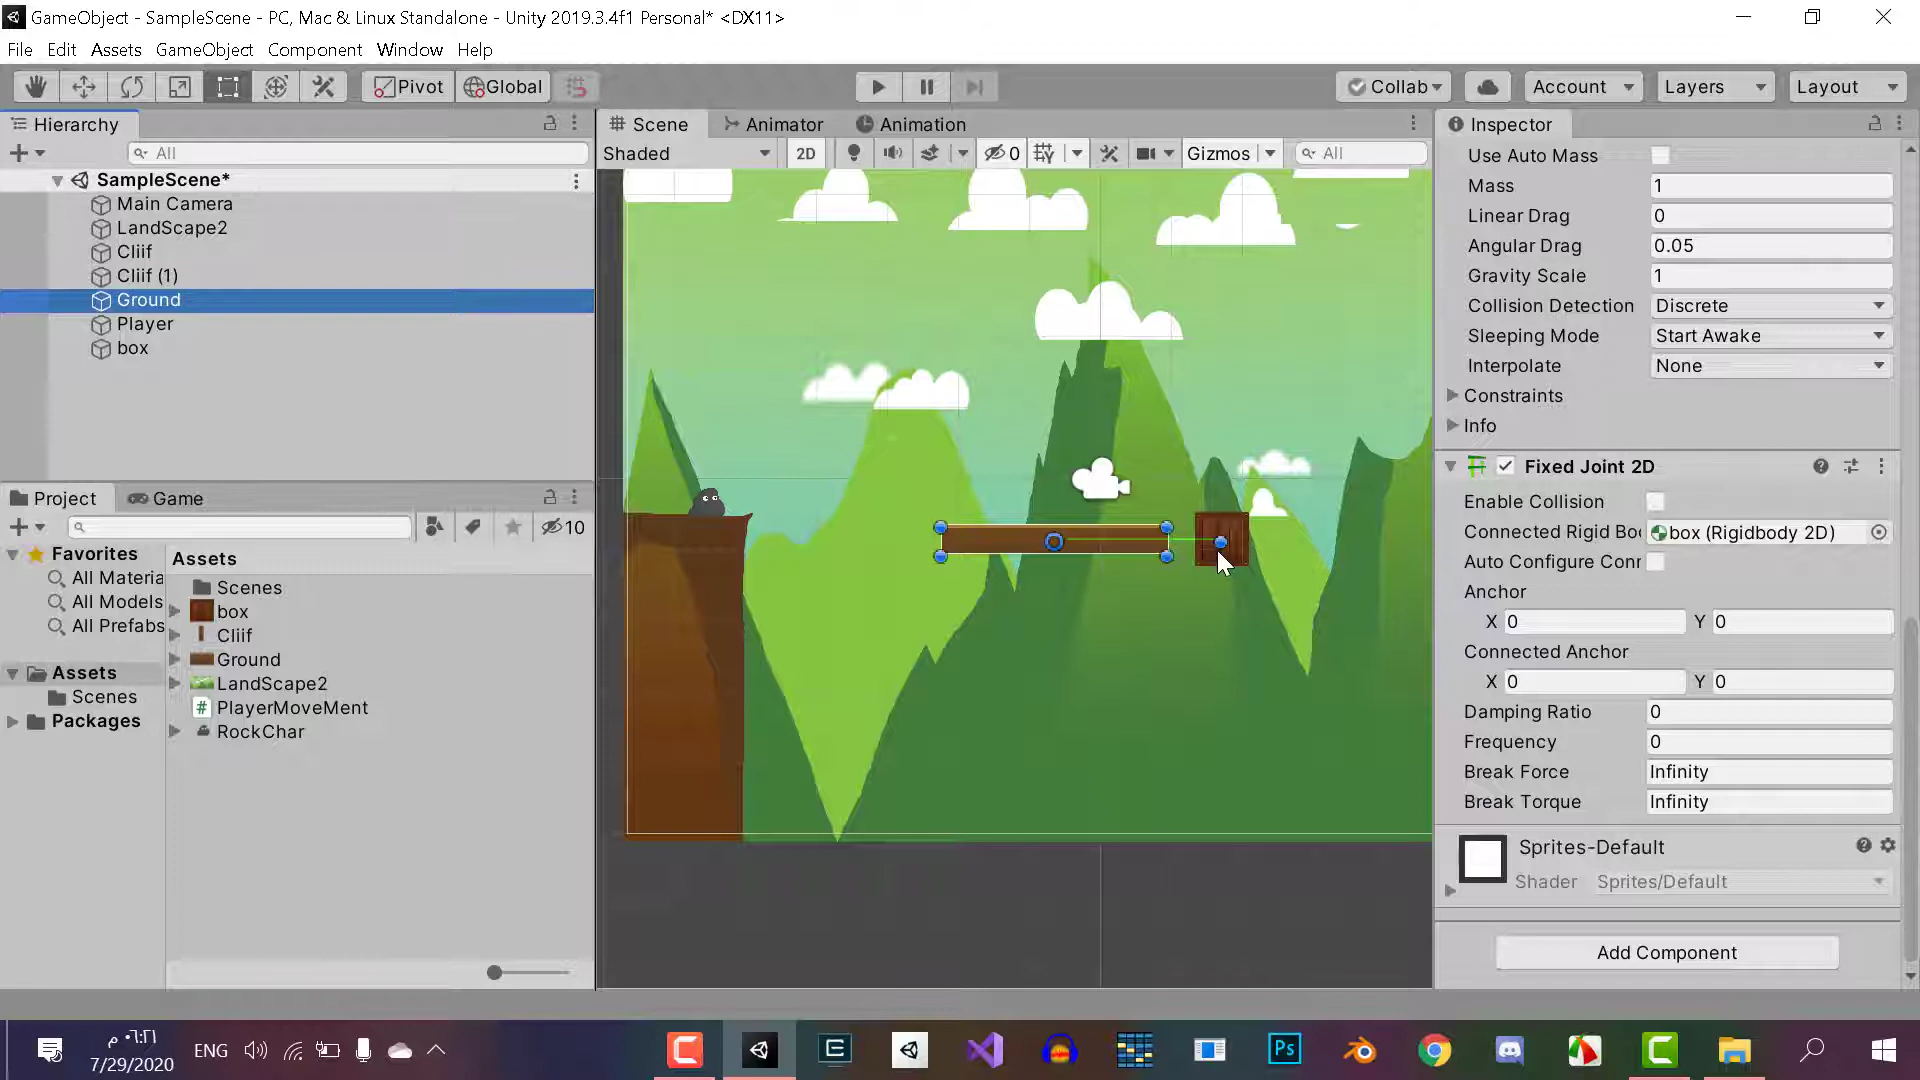 GameObject - SampleScene - PC, Mac & Linux Standalone - Unity 2019.3.4f1 Personal* <DX11>
File Edit Assets GameObject Component Window Help
Pivot Global Collab Account Layers Layout
Hierarchy
All
SampleScene*
Main Camera
LandScape2
Cliif
Cliif (1)
Ground
Player
box
Project Game
10
Favorites
All Materia
All Models
All Prefabs
Assets
Scenes
Packages
Assets
Scenes
box
Cliif
Ground
LandScape2
PlayerMoveMent
RockChar
Scene Animator Animation
Shaded 2D 0 Gizmos All
Inspector
Use Auto Mass
Mass 1
Linear Drag 0
Angular Drag 0.05
Gravity Scale 1
Collision Detection Discrete
Sleeping Mode Start Awake
Interpolate None
Constraints
Info
Fixed Joint 2D
Enable Collision
Connected Rigid Bo box (Rigidbody 2D)
Auto Configure Conn
Anchor
X 0 Y 0
Connected Anchor
X 0 Y 0
Damping Ratio 0
Frequency 0
Break Force Infinity
Break Torque Infinity
Sprites-Default
Shader Sprites/Default
Add Component
٠٦:٢١ م
7/29/2020
ENG
Ps